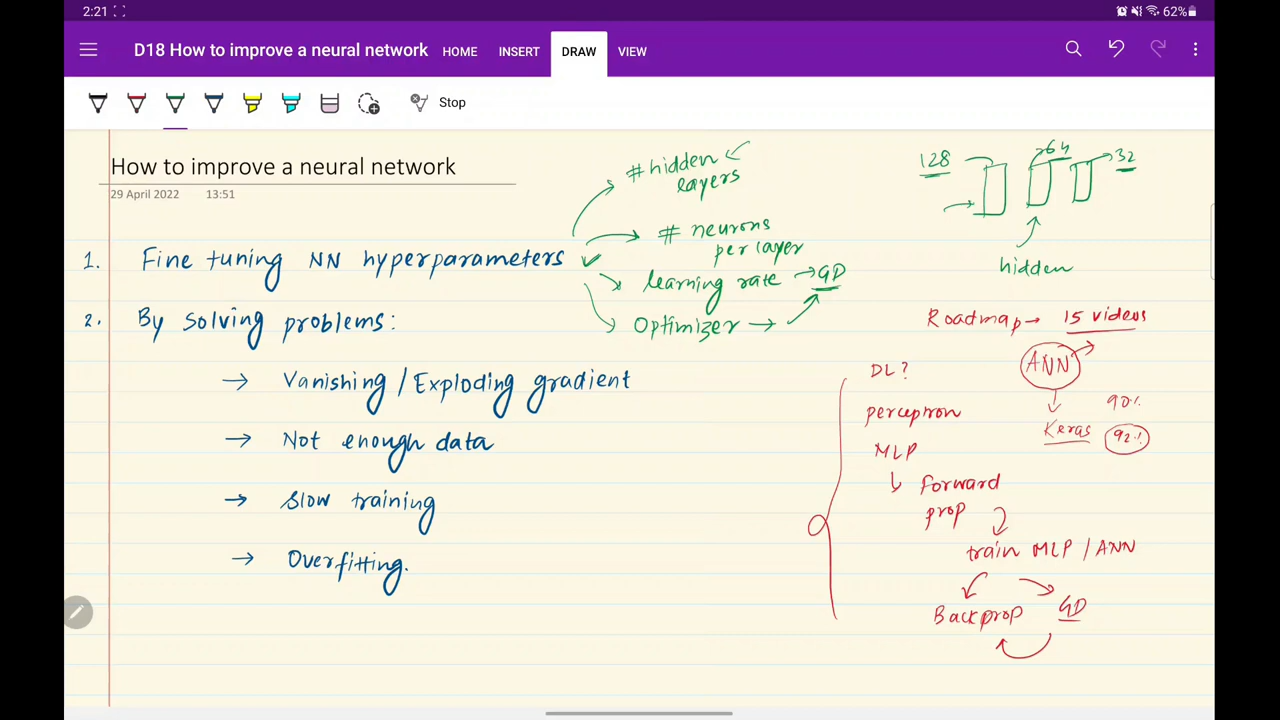 2:21
62%
D18 How to improve a neural network
HOME
INSERT
DRAW
VIEW
Stop
How to improve a neural network
29 April 2022
13:51
1. Fine tuning NN hyperparameters
# hidden
layers
# neurons
per layer
learning rate → GD
Optimizer →
128
64
32
hidden
2. By solving problems:
→ Vanishing / Exploding gradient
→ Not enough data
→ Slow training
→ Overfitting.
Roadmap → 15 videos
ANN
Keras
90%
92%
DL?
perceptron
MLP
Forward
prop
train MLP / ANN
Backprop
GD